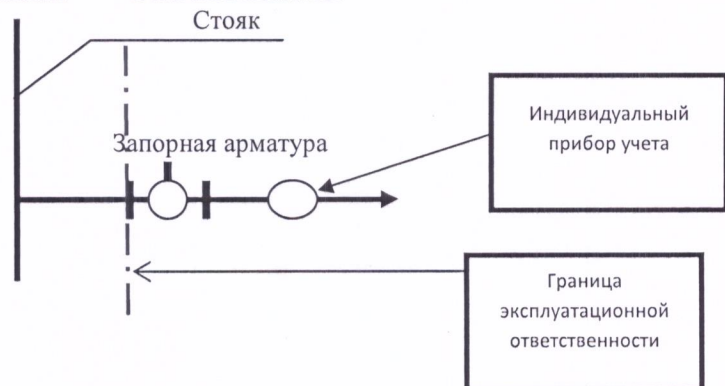 Стояк
Запорная арматура
Индивидуальный
прибор учета
Граница
эксплуатационной
ответственности